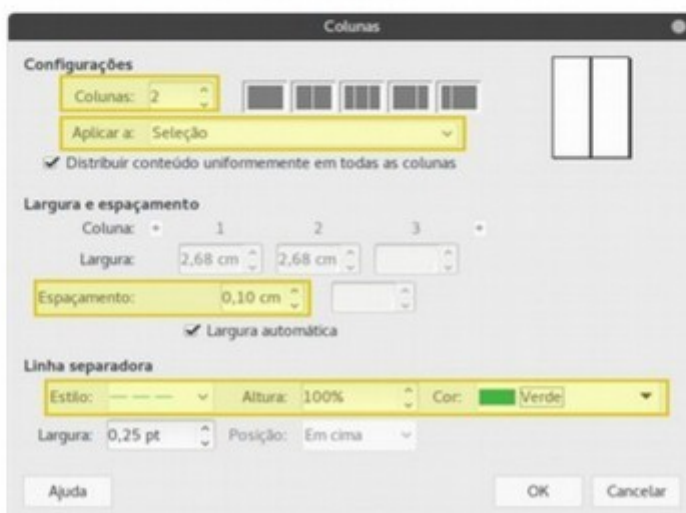 Colunas
Configurações
Colunas: 2
Aplicar a: Seleção
Distribuir conteúdo uniformemente em todas as colunas
Largura e espaçamento
Coluna: 1 2 3
Largura: 2,68 cm 2,68 cm
Espaçamento: 0,10 cm
Largura automática
Linha separadora
Estilo: Altura: 100% Cor: Verde
Largura: 0,25 pt Posição: Em cima
Ajuda OK Cancelar